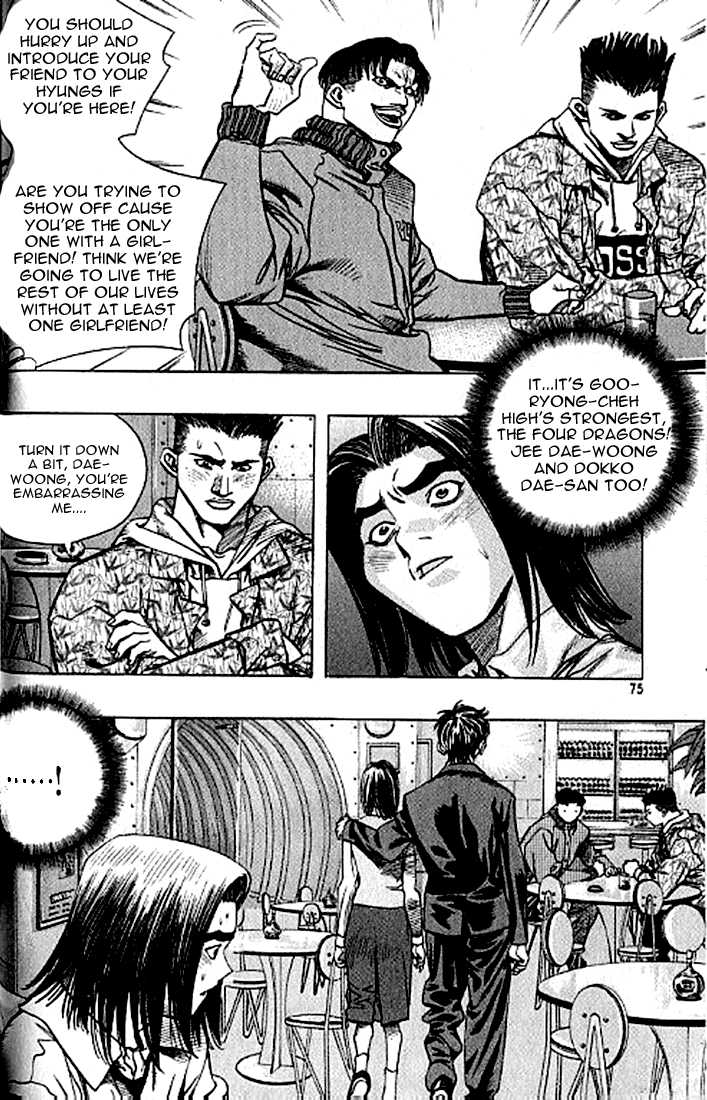 YOU SHOULD
HURRY UP AND
INTRODUCE YOUR
FRIEND TO YOUR
HYUNGS IF
YOU'RE HERE!
ARE YOU TRYING TO
SHOW OFF CAUSE
YOU'RE THE ONLY
ONE WITH A GIRL-
FRIEND! THINK WE'RE
GOING TO LIVE THE
REST OF OUR LIVES
WITHOUT AT LEAST
ONE GIRLFRIEND!
OSS
IT...IT'S GOO-
RYONG-CHEH
HIGH'S STRONGEST,
THE FOUR DRAGONS!
JEE DAE-WOONG
AND DOKKO
DAE-SAN TOO!
TURN IT DOWN
A BIT, DAE-
WOONG, YOU'RE
EMBARRASSING
ME....
75
......!